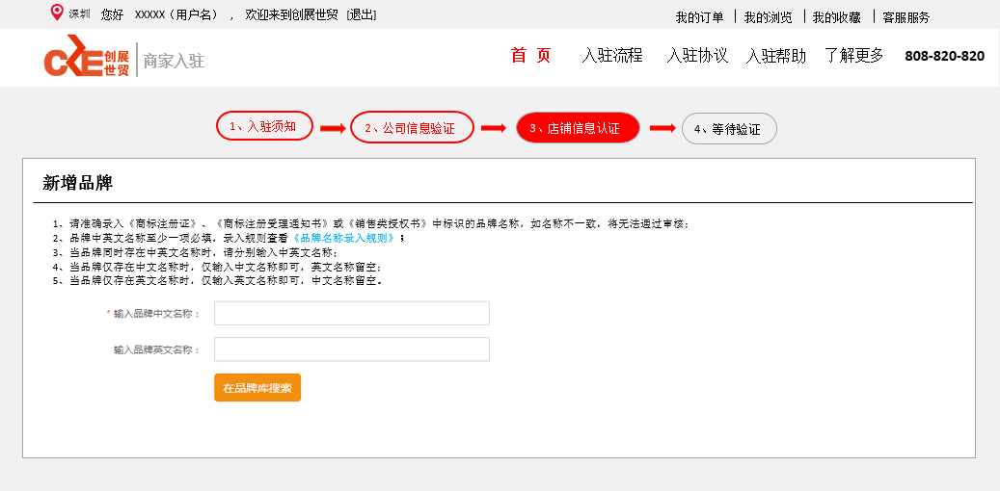 深圳 您好 XXXXX（用户名） ， 欢迎来到创展世贸 [退出]
我的订单 | 我的浏览 | 我的收藏 | 客服服务
CKE 创展世贸 商家入驻
首 页 入驻流程 入驻协议 入驻帮助 了解更多 808-820-820
1、入驻须知 2、公司信息验证 3、店铺信息认证 4、等待验证
新增品牌
1、请准确录入《商标注册证》、《商标注册受理通知书》或《销售类授权书》中标识的品牌名称，如名称不一致，将无法通过审核；
2、品牌中英文名称至少一项必填，录入规则查看《品牌名称录入规则》；
3、当品牌同时存在中英文名称时，请分别输入中英文名称；
4、当品牌仅存在中文名称时，仅输入中文名称即可，英文名称留空；
5、当品牌仅存在英文名称时，仅输入英文名称即可，中文名称留空。
* 输入品牌中文名称：
输入品牌英文名称：
在品牌库搜索